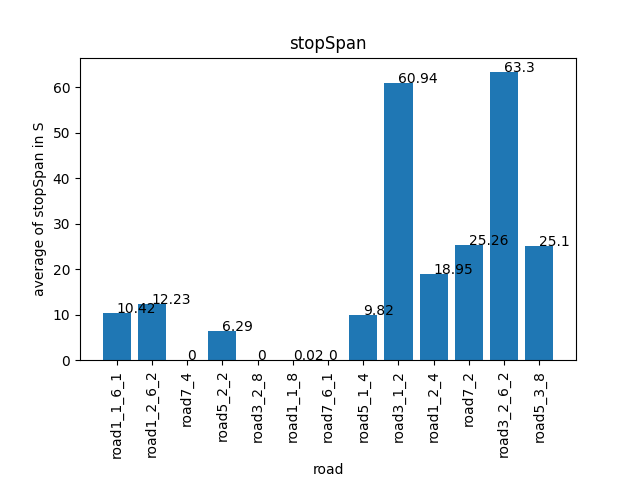 stopSpan
average of stopSpan in S
60
50
40
30
20
10
0
10.42
12.23
0
6.29
0
0.02
0
9.82
60.94
18.95
25.26
63.3
25.1
road1_1_6_1
road1_2_6_2
road7_4
road5_2_2
road3_2_8
road1_1_8
road7_6_1
road5_1_4
road3_1_2
road1_2_4
road7_2
road3_2_6_2
road5_3_8
road